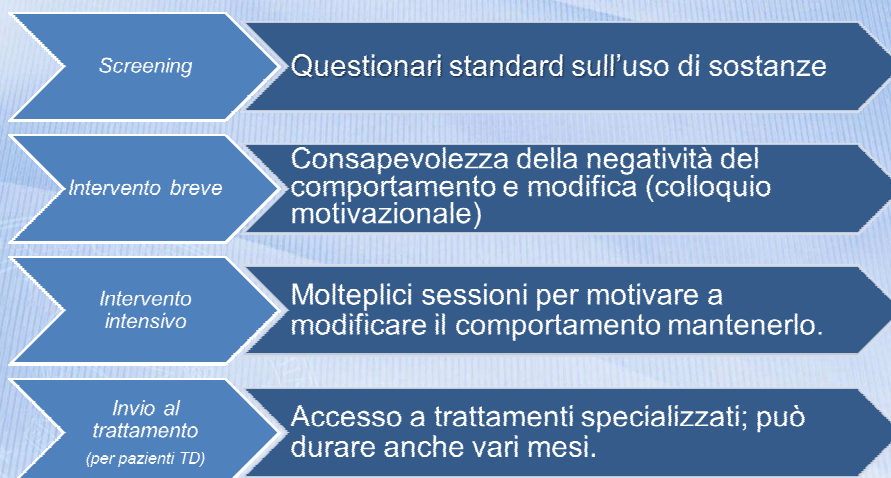 Screening
Questionari standard sull'uso di sostanze
Intervento breve
Consapevolezza della negatività del
comportamento e modifica (colloquio
motivazionale)
Intervento
intensivo
Molteplici sessioni per motivare a
modificare il comportamento mantenerlo.
Invio al
trattamento
(per pazienti TD)
Accesso a trattamenti specializzati; può
durare anche vari mesi.